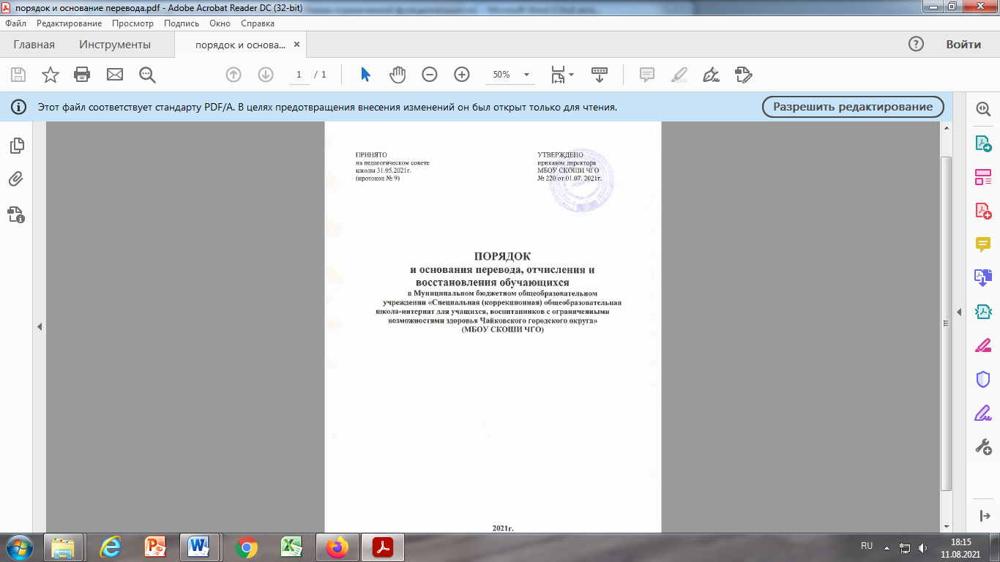 порядок и основание перевода.pdf - Adobe Acrobat Reader DC (32-bit)
Файл Редактирование Просмотр Подпись Окно Справка
Главная Инструменты порядок и основа... × Войти
1 / 1 50%
Этот файл соответствует стандарту PDF/A. В целях предотвращения внесения изменений он был открыт только для чтения. Разрешить редактирование
ПРИНЯТО
на педагогическом совете
школы 31.05.2021г.
(протокол № 9)
УТВЕРЖДЕНО
приказом директора
МБОУ СКОШИ ЧГО
№ 220 от 01.07. 2021г.
ПОРЯДОК
и основания перевода, отчисления и
восстановления обучающихся
в Муниципальном бюджетном общеобразовательном
учреждении «Специальная (коррекционная) общеобразовательная
школа-интернат для учащихся, воспитанников с ограниченными
возможностями здоровья Чайковского городского округа»
(МБОУ СКОШИ ЧГО)
2021г.
RU 18:15
11.08.2021